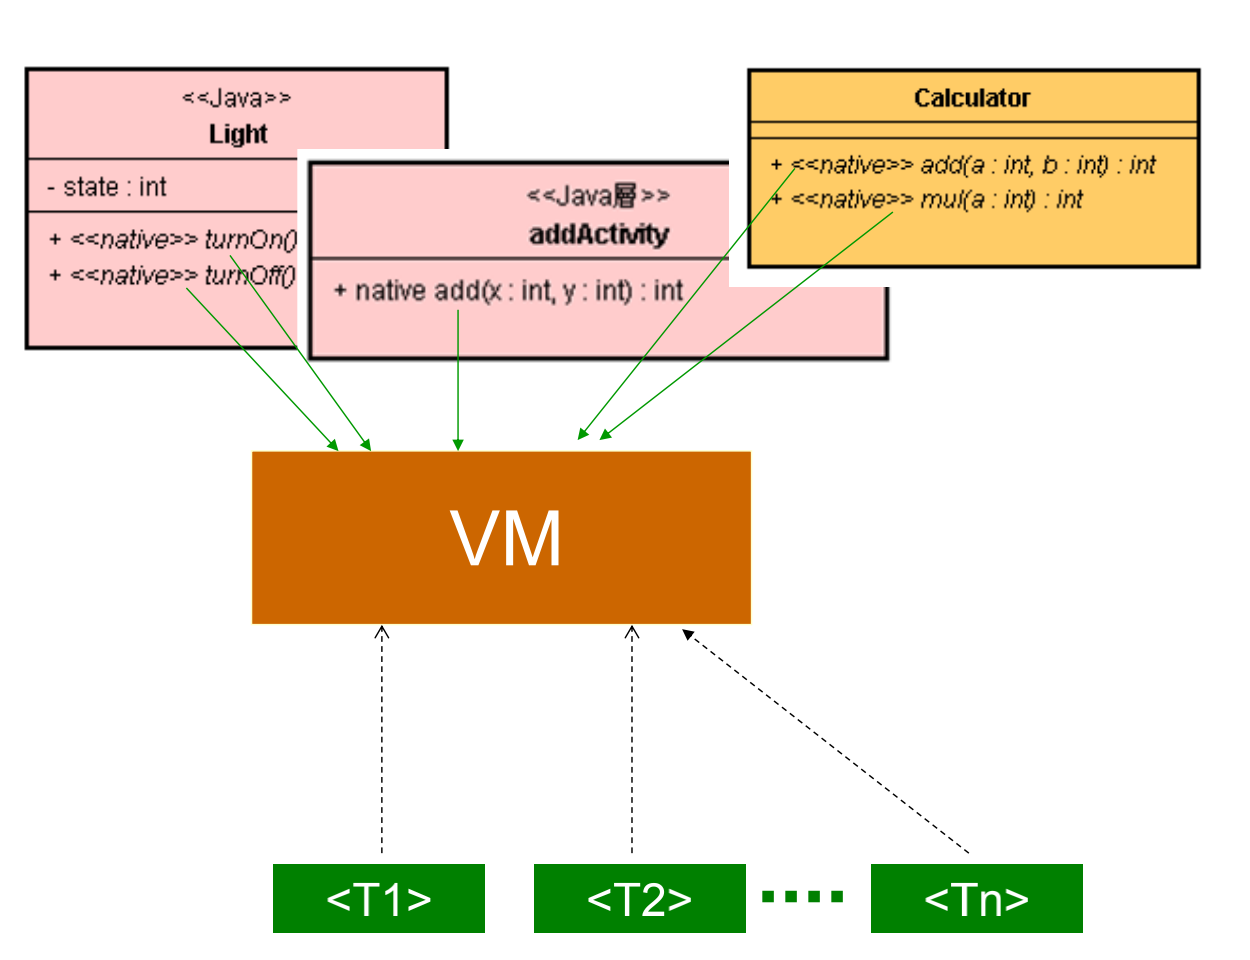 <<Java>>
Light
- state : int
+ <<native>> turnOn()
+ <<native>> turnOff()
<<Java層>>
addActivity
+ native add(x : int, y : int) : int
Calculator
+ <<native>> add(a : int, b : int) : int
+ <<native>> mul(a : int) : int
VM
<T1>
<T2>
<Tn>